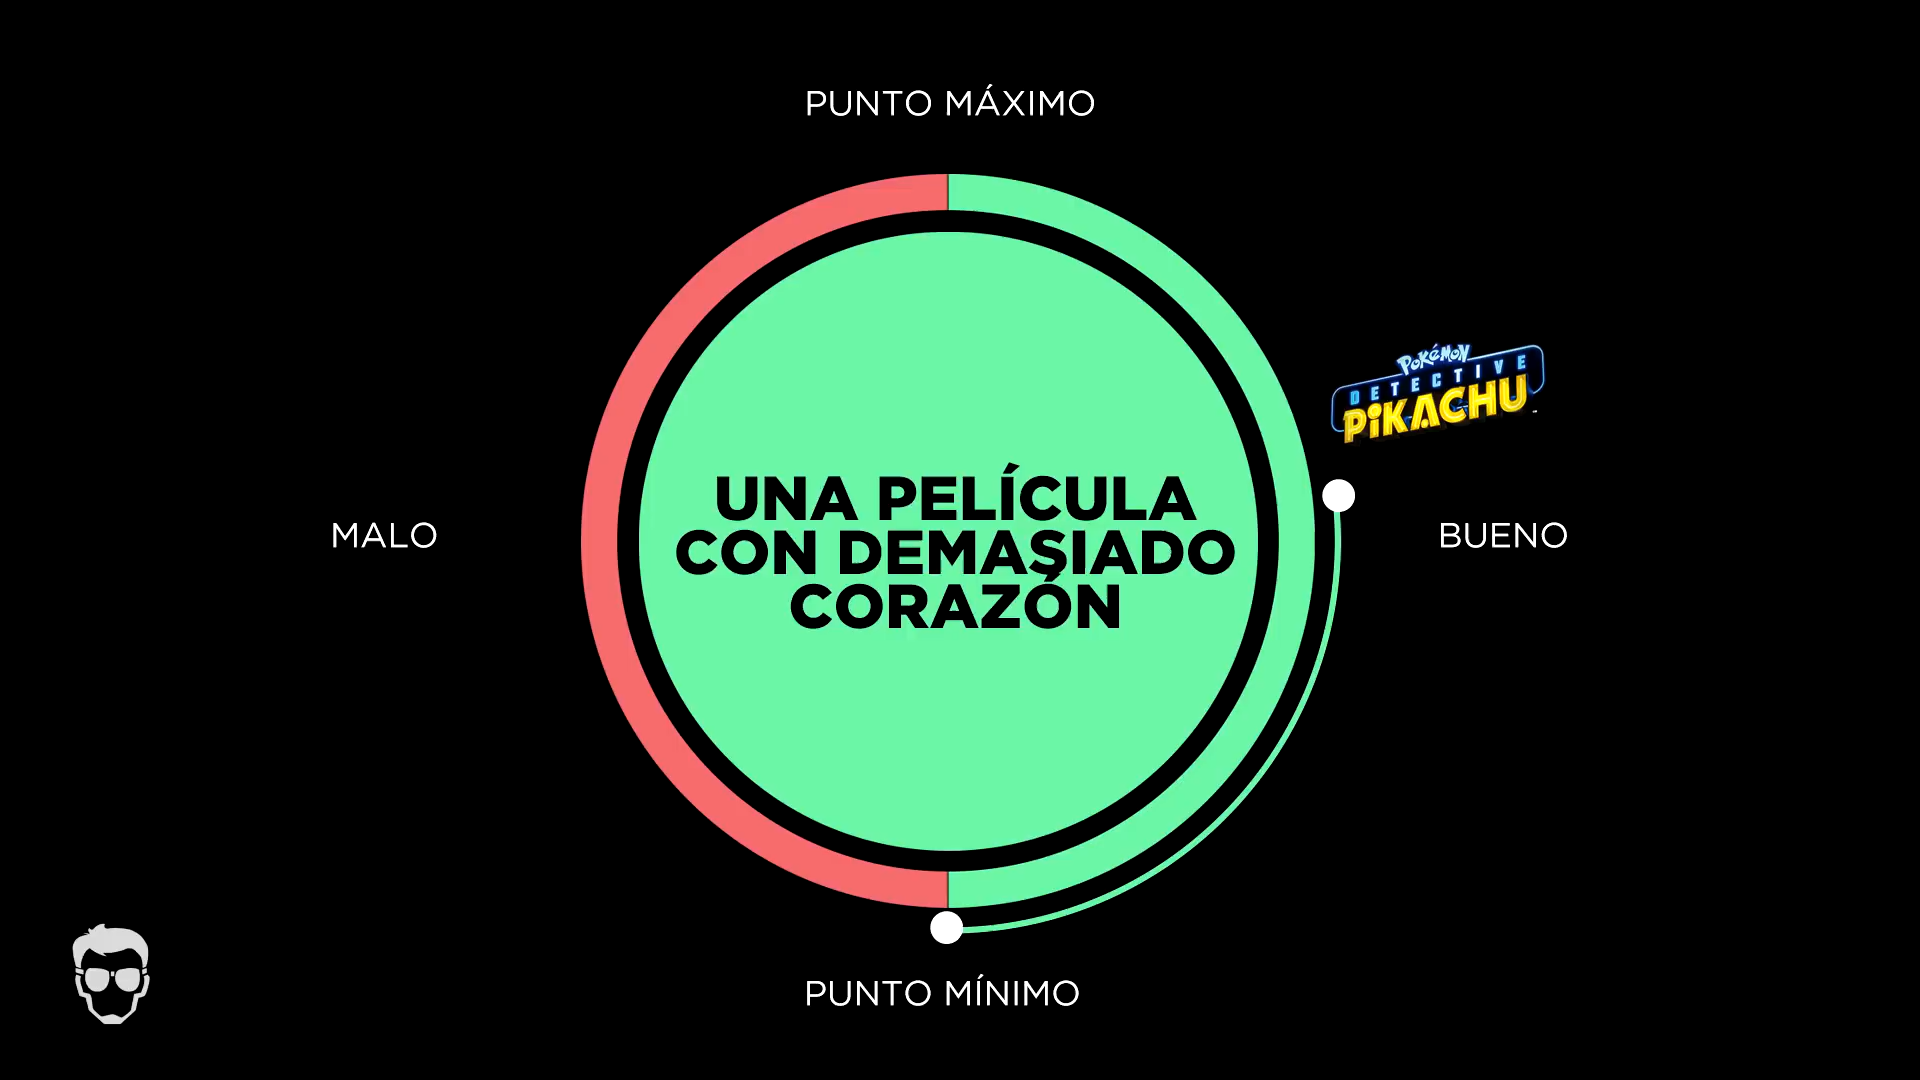 PUNTO MÁXIMO
POKéMON
DETECTIVE
PiKACHU
UNA PELÍCULA
CON DEMASIADO
CORAZÓN
MALO
BUENO
PUNTO MÍNIMO